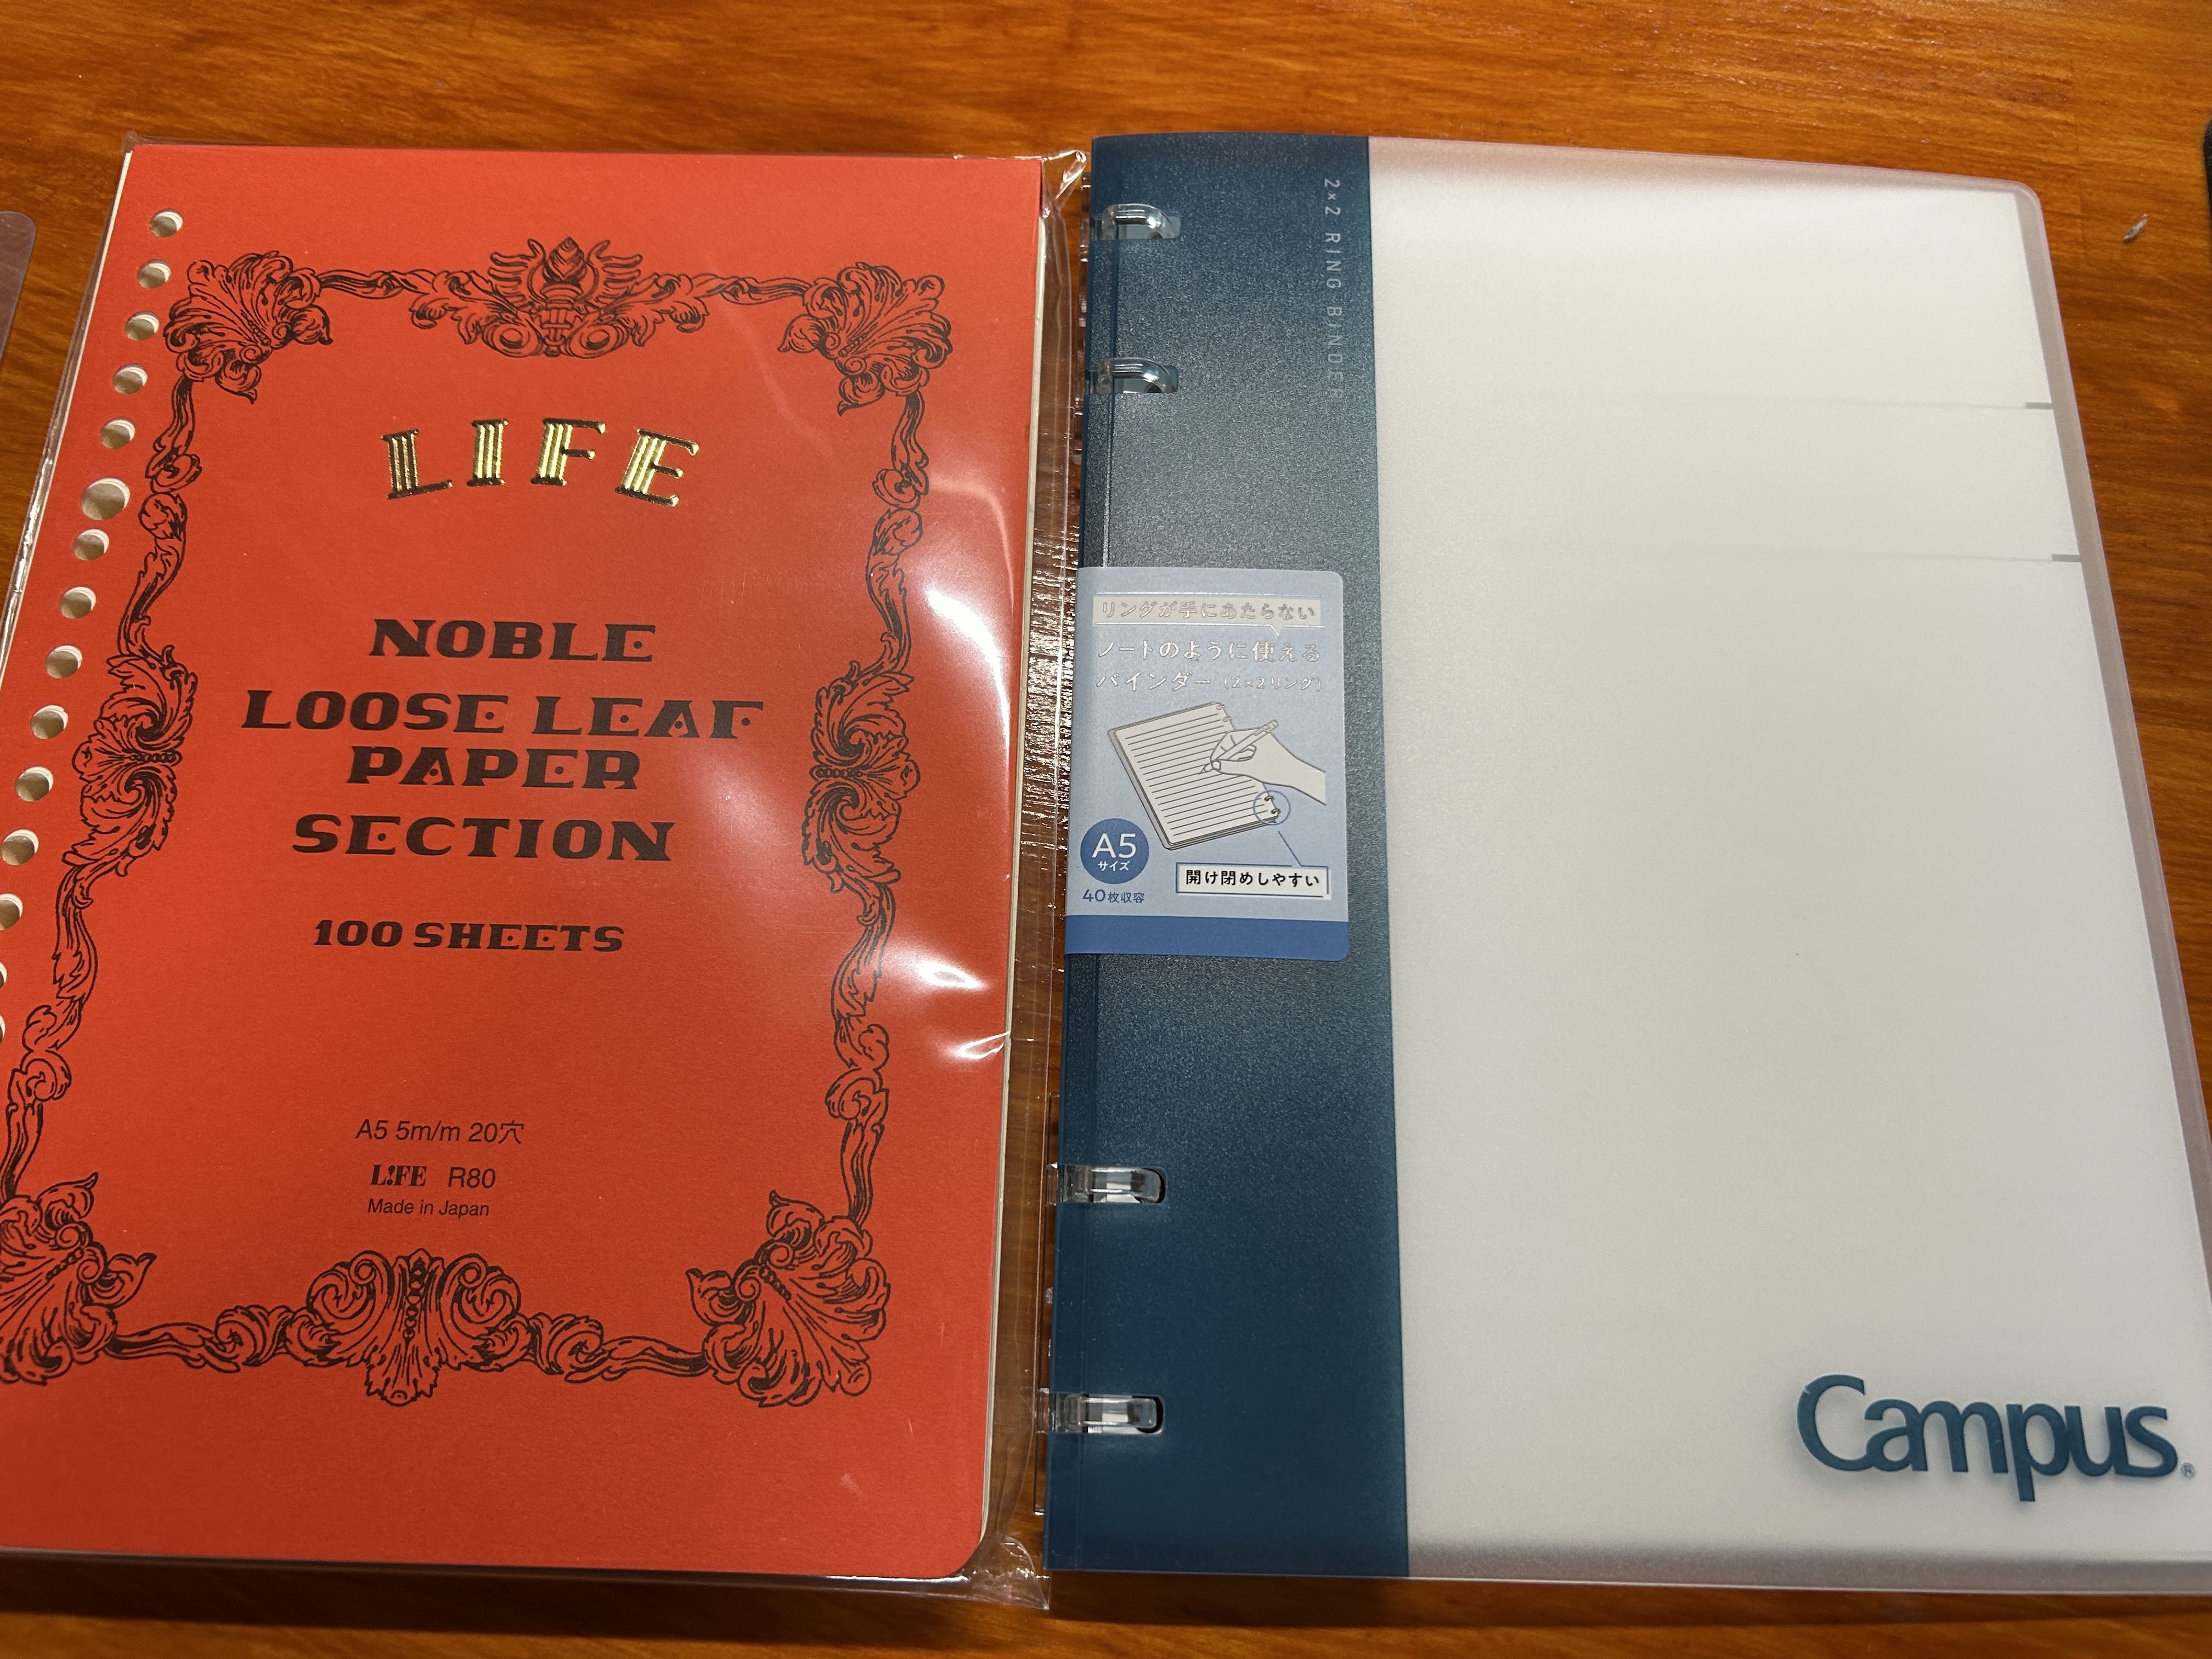 LIFE
NOBLE
LOOSE LEAF
PAPER
SECTION
100 SHEETS
A5 5m/m 20穴
L!FE R80
Made in Japan
2×2 RING BINDER
リングが手にあたらない
ノートのように使える
バインダー（2×2リング）
A5
サイズ
40枚収容
開け閉めしやすい
Campus®